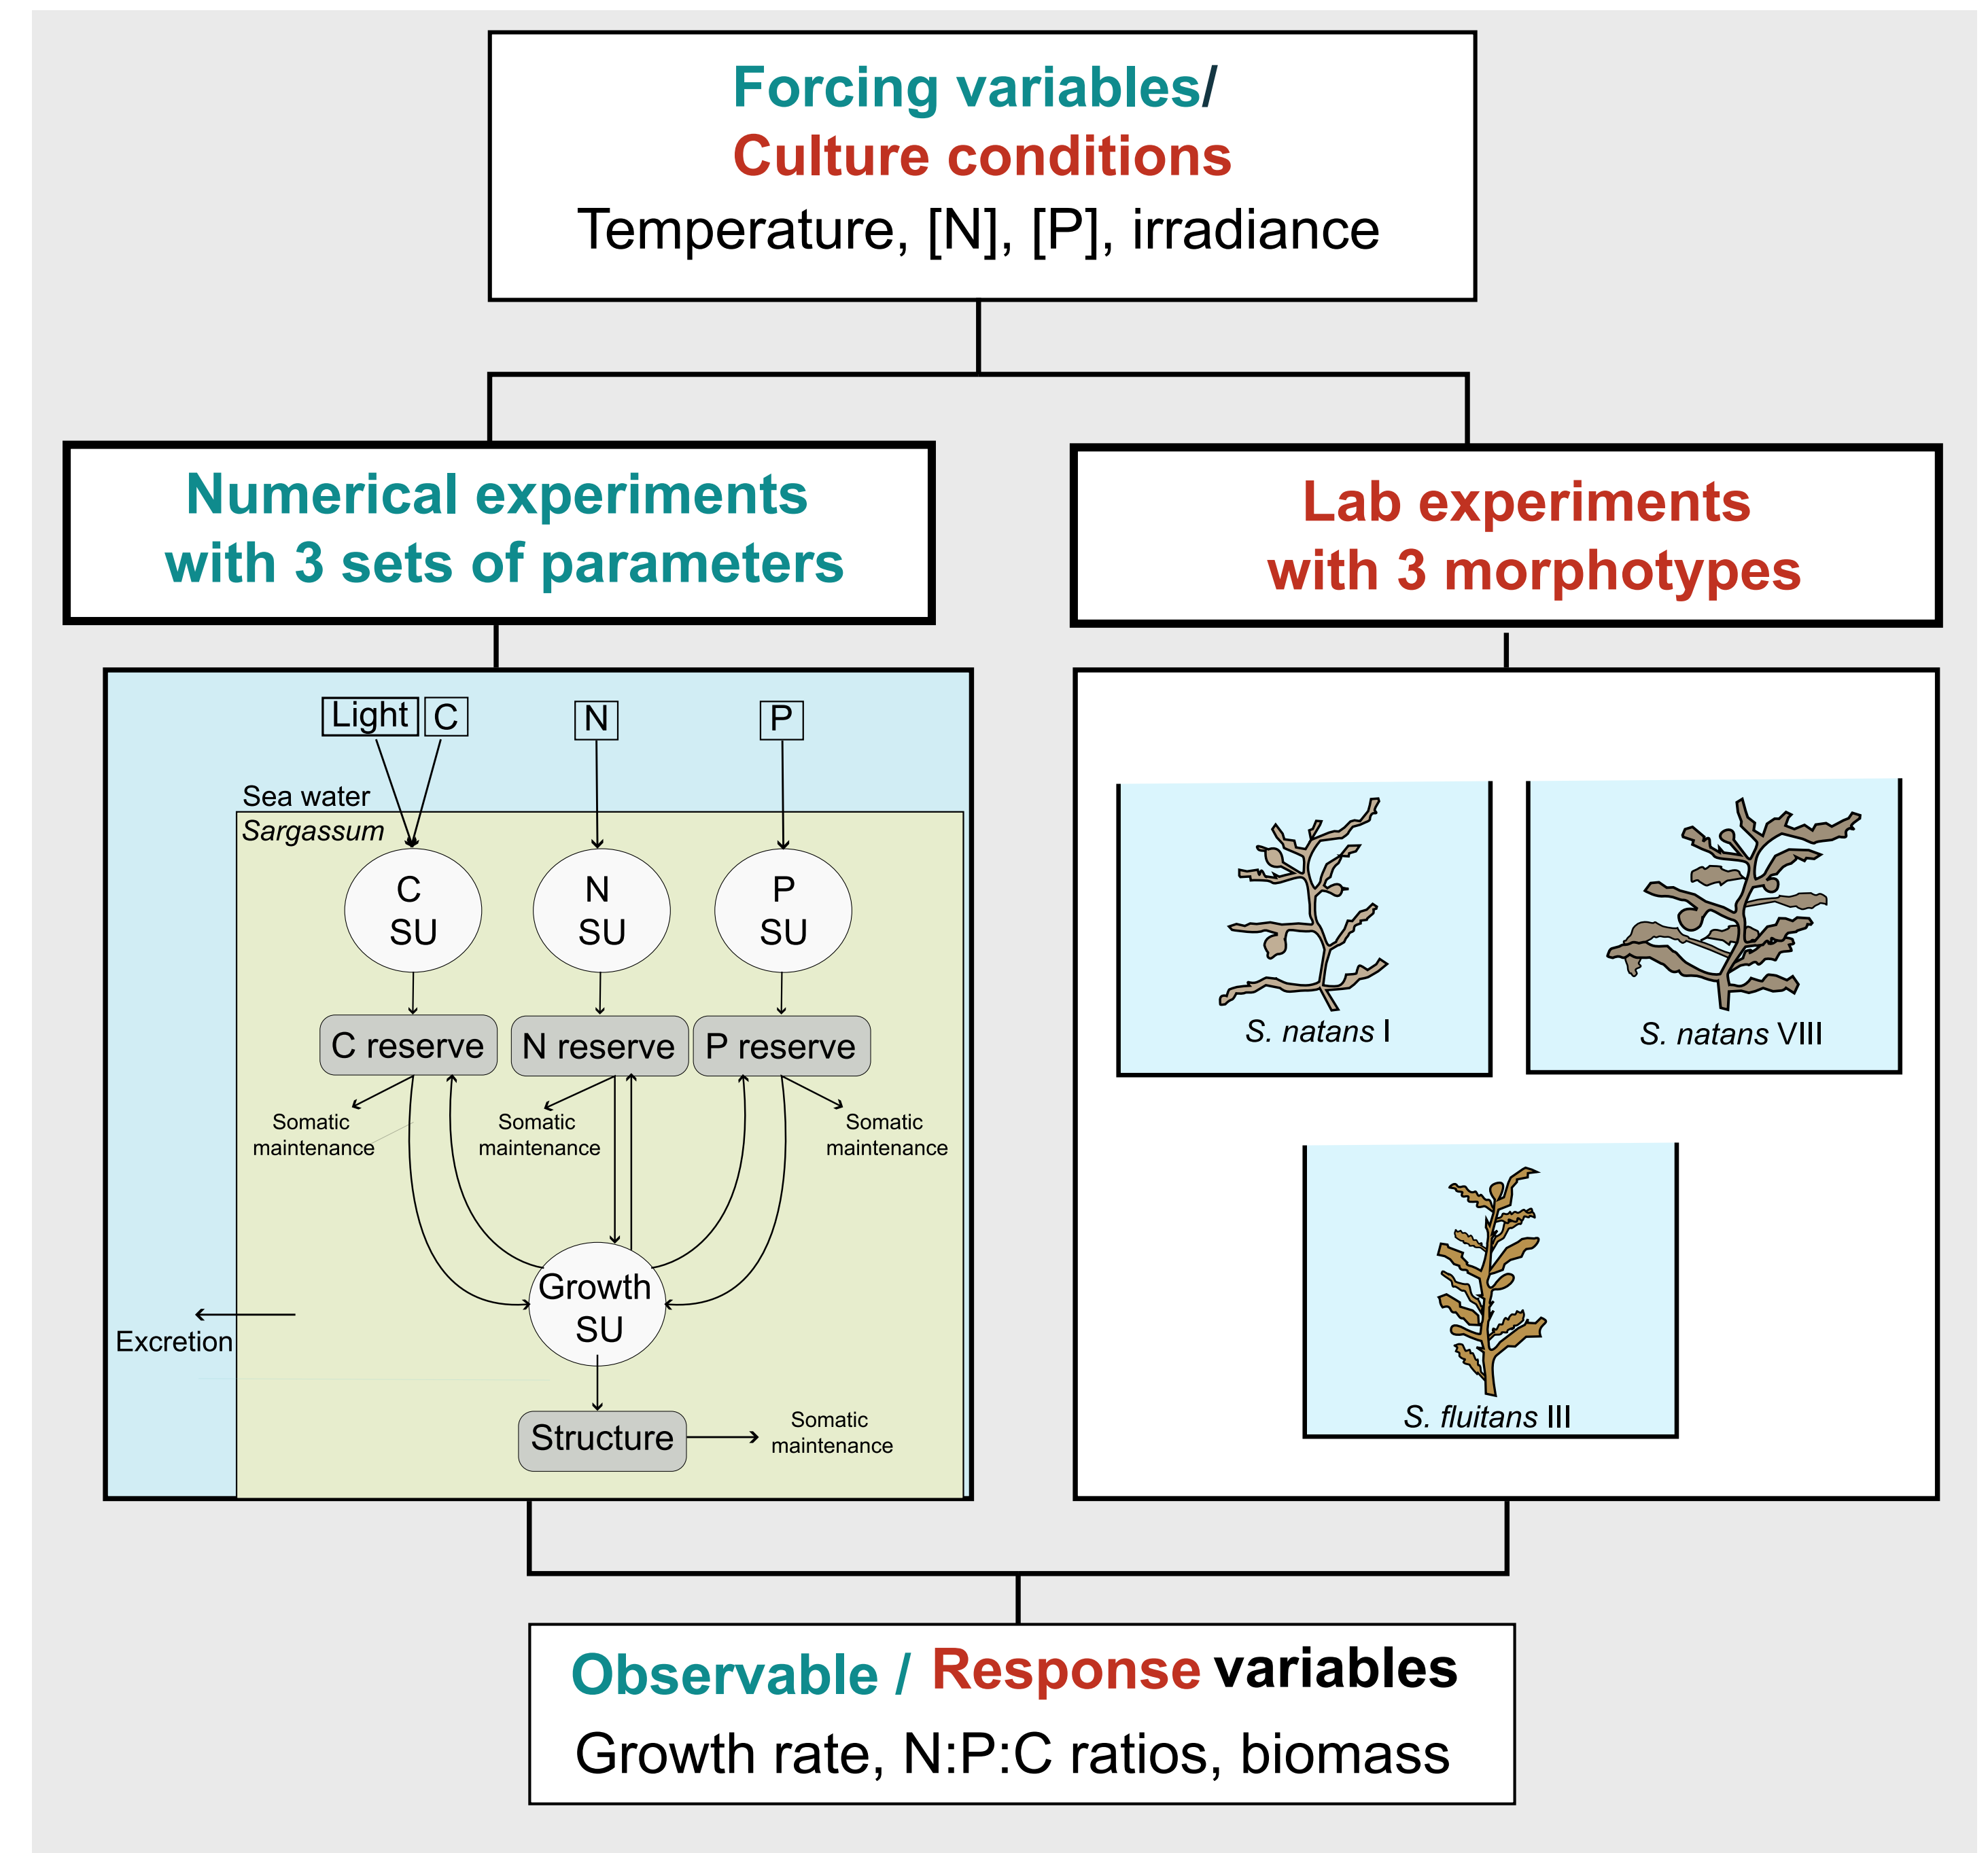 Forcing variables/
Culture conditions
Temperature, [N], [P], irradiance
Numerical experiments
with 3 sets of parameters
Lab experiments
with 3 morphotypes
Light C N P
Sea water
Sargassum
C
SU
N
SU
P
SU
C reserve
N reserve
P reserve
Somatic
maintenance
Somatic
maintenance
Somatic
maintenance
Growth
SU
Excretion
Structure
Somatic
maintenance
S. natans I
S. natans VIII
S. fluitans III
Observable / Response variables
Growth rate, N:P:C ratios, biomass